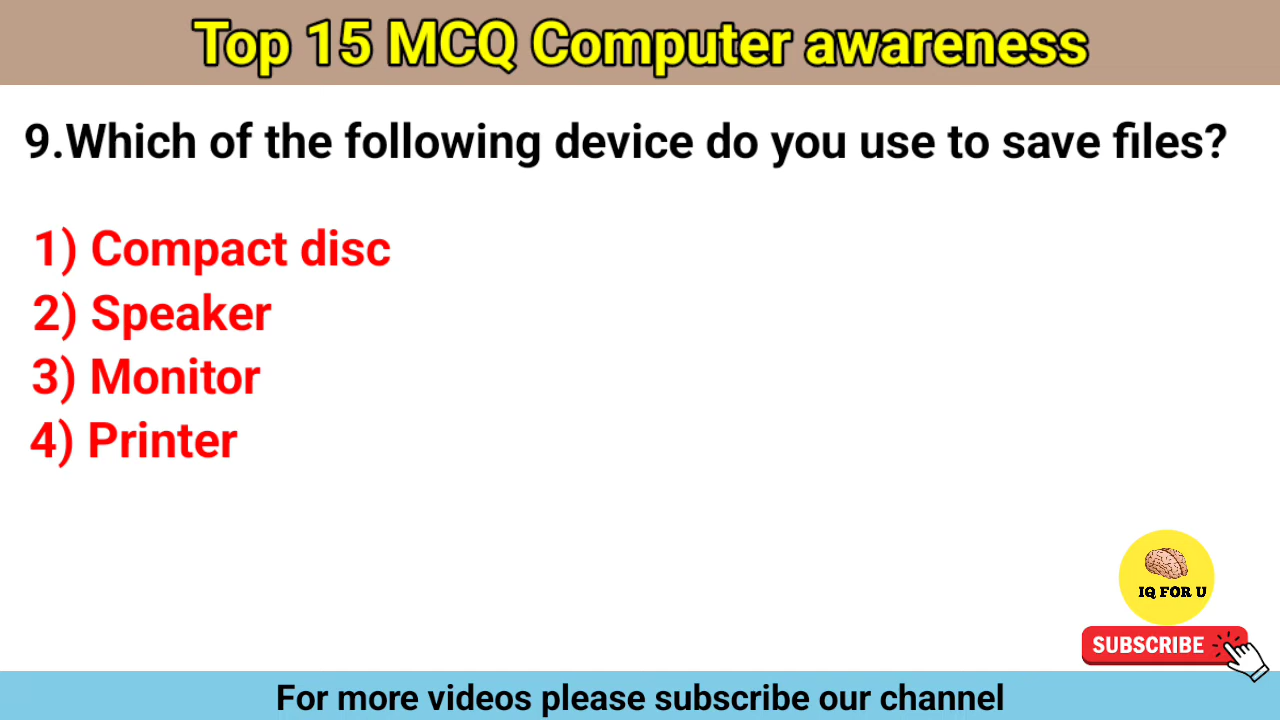 Top 15 MCQ Computer awareness
9.Which of the following device do you use to save files?
1) Compact disc
2) Speaker
3) Monitor
4) Printer
IQ FOR U
SUBSCRIBE
For more videos please subscribe our channel